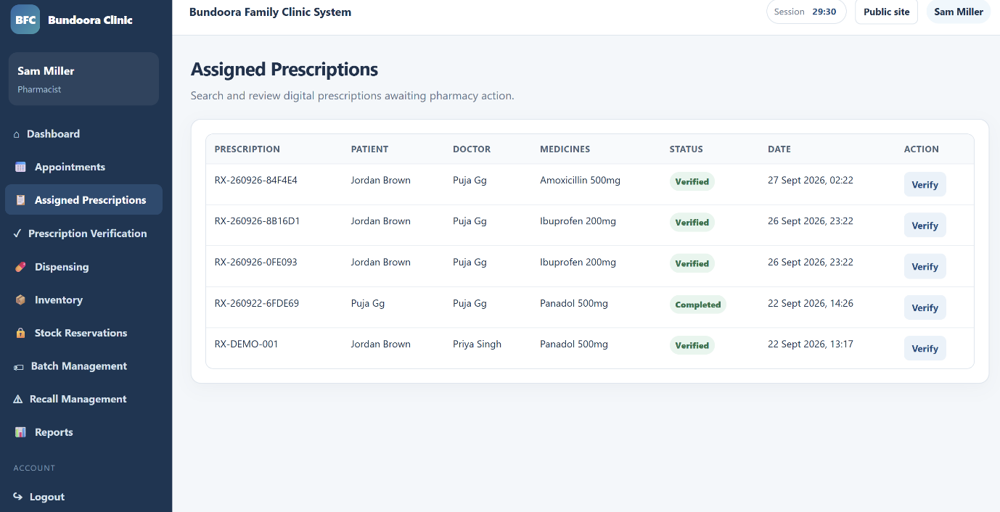 BFC Bundoora Clinic
Sam Miller
Pharmacist
Dashboard
Appointments
Assigned Prescriptions
Prescription Verification
Dispensing
Inventory
Stock Reservations
Batch Management
Recall Management
Reports
ACCOUNT
Logout
Bundoora Family Clinic System
Session 29:30
Public site
Sam Miller
Assigned Prescriptions
Search and review digital prescriptions awaiting pharmacy action.
PRESCRIPTION PATIENT DOCTOR MEDICINES STATUS DATE ACTION
RX-260926-84F4E4 Jordan Brown Puja Gg Amoxicillin 500mg Verified 27 Sept 2026, 02:22 Verify
RX-260926-8B16D1 Jordan Brown Puja Gg Ibuprofen 200mg Verified 26 Sept 2026, 23:22 Verify
RX-260926-0FE093 Jordan Brown Puja Gg Ibuprofen 200mg Verified 26 Sept 2026, 23:22 Verify
RX-260922-6FDE69 Puja Gg Puja Gg Panadol 500mg Completed 22 Sept 2026, 14:26 Verify
RX-DEMO-001 Jordan Brown Priya Singh Panadol 500mg Verified 22 Sept 2026, 13:17 Verify